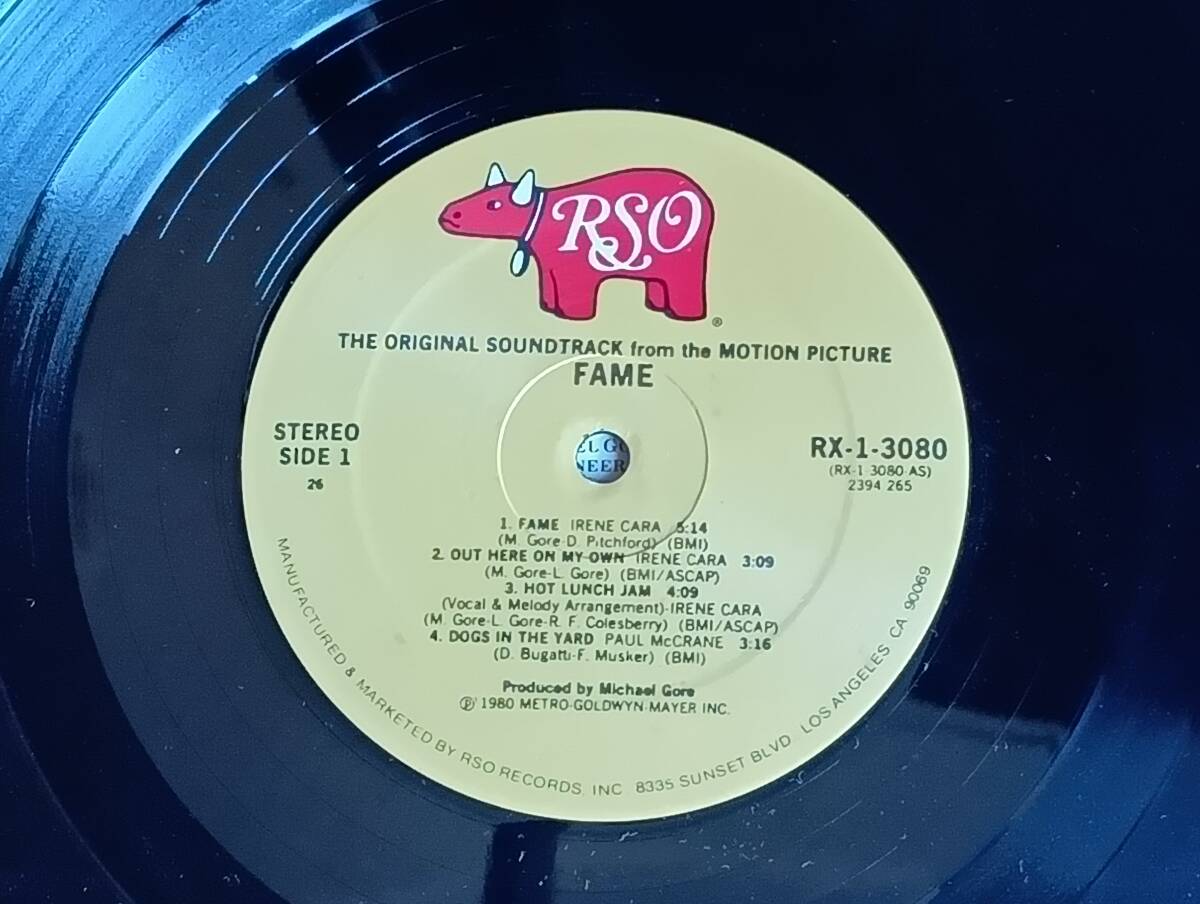 RSO
®
THE ORIGINAL SOUNDTRACK from the MOTION PICTURE
FAME
STEREO
SIDE 1
26
RX-1-3080
(RX-1 3080 AS)
2394 265
1. FAME IRENE CARA 5:14
(M. Gore-D. Pitchford) (BMI)
2. OUT HERE ON MY OWN IRENE CARA 3:09
(M. Gore-L. Gore) (BMI/ASCAP)
3. HOT LUNCH JAM 4:09
(Vocal & Melody Arrangement)-IRENE CARA
(M. Gore-L. Gore-R. F. Colesberry) (BMI/ASCAP)
4. DOGS IN THE YARD PAUL McCRANE 3:16
(D. Bugatti-F. Musker) (BMI)
Produced by Michael Gore
℗ 1980 METRO-GOLDWYN-MAYER INC.
MANUFACTURED & MARKETED BY RSO RECORDS, INC 8335 SUNSET BLVD LOS ANGELES CA 90069